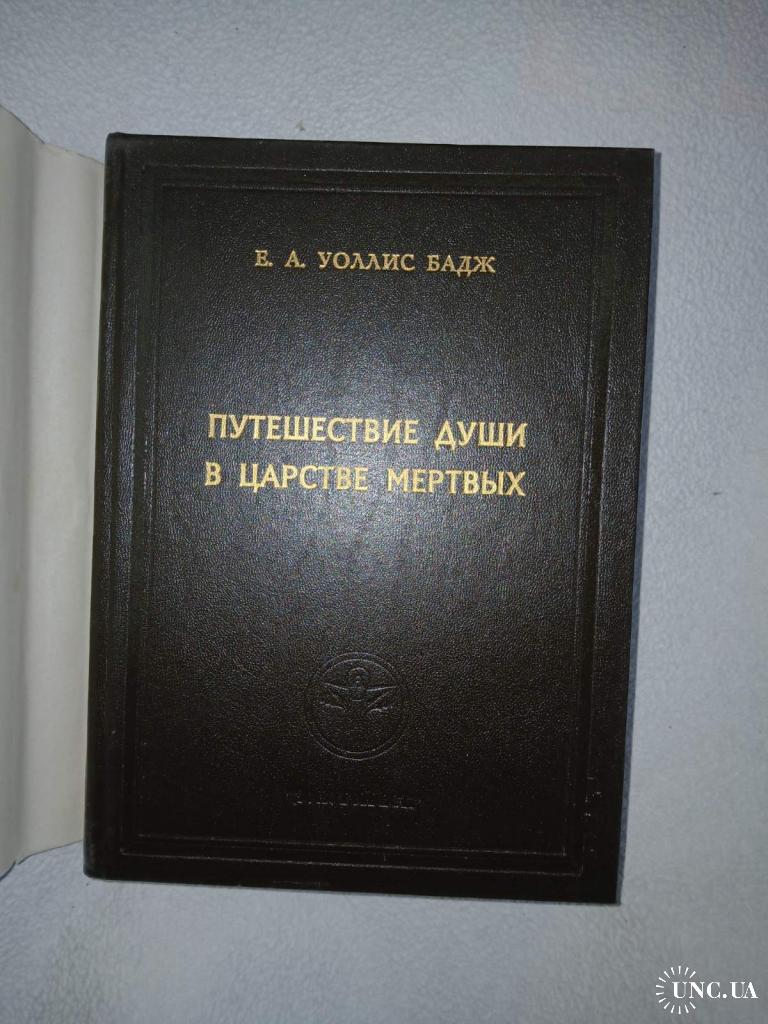 Е. А. УОЛЛИС БАДЖ
ПУТЕШЕСТВИЕ ДУШИ
В ЦАРСТВЕ МЕРТВЫХ
UNC.UA